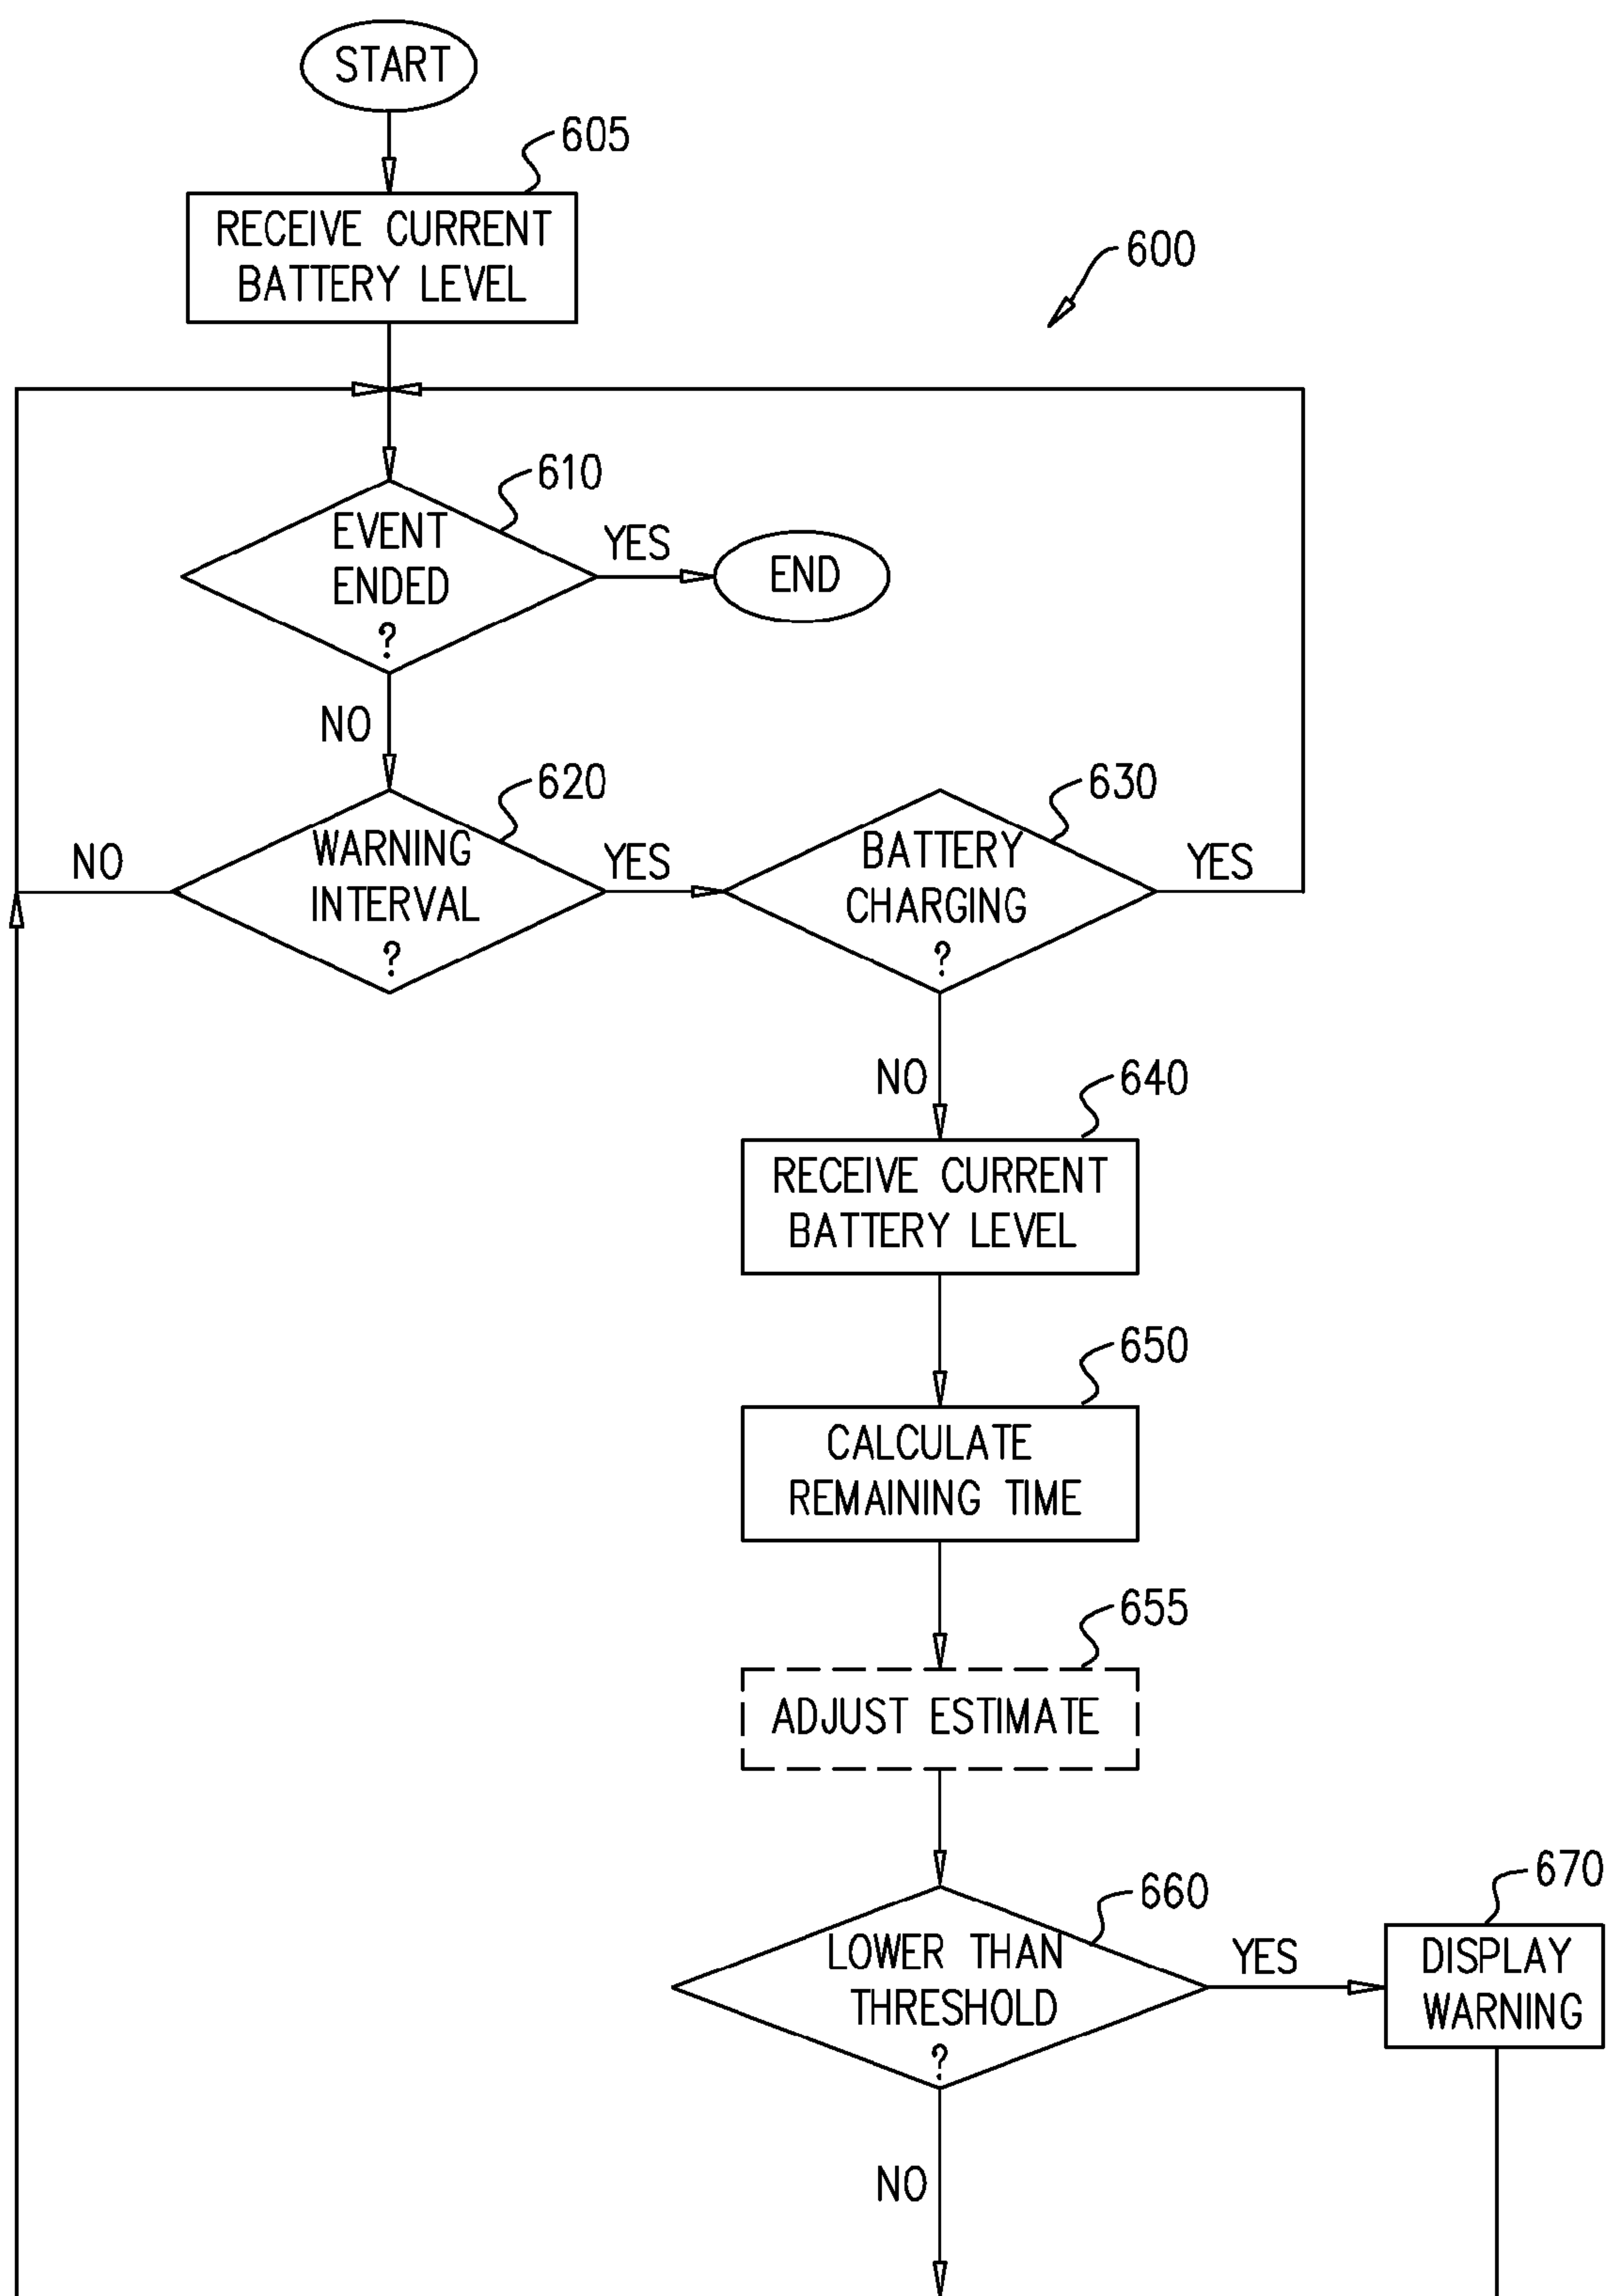 START
605
RECEIVE CURRENT
BATTERY LEVEL
600
610
EVENT
ENDED
?
YES
END
NO
620
630
NO
WARNING
INTERVAL
?
YES
BATTERY
CHARGING
?
YES
NO
640
RECEIVE CURRENT
BATTERY LEVEL
650
CALCULATE
REMAINING TIME
655
ADJUST ESTIMATE
660
670
LOWER THAN
THRESHOLD
?
YES
DISPLAY
WARNING
NO